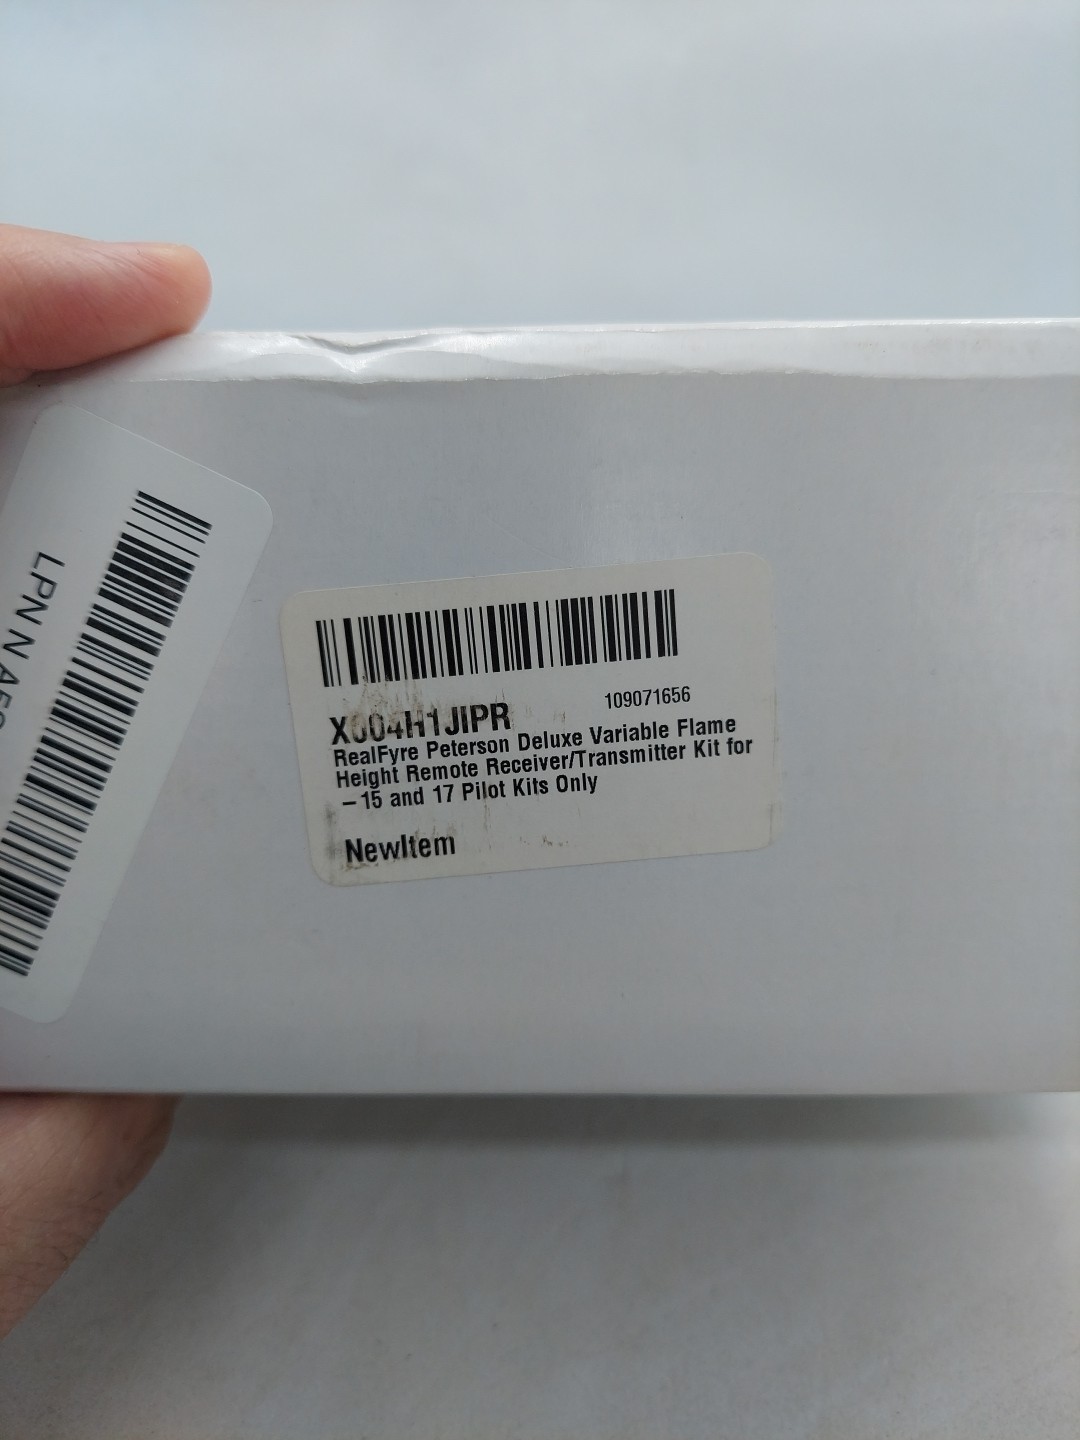 LPN N
109071656
X004H1JIPR
RealFyre Peterson Deluxe Variable Flame
Height Remote Receiver/Transmitter Kit for
– 15 and 17 Pilot Kits Only
NewItem